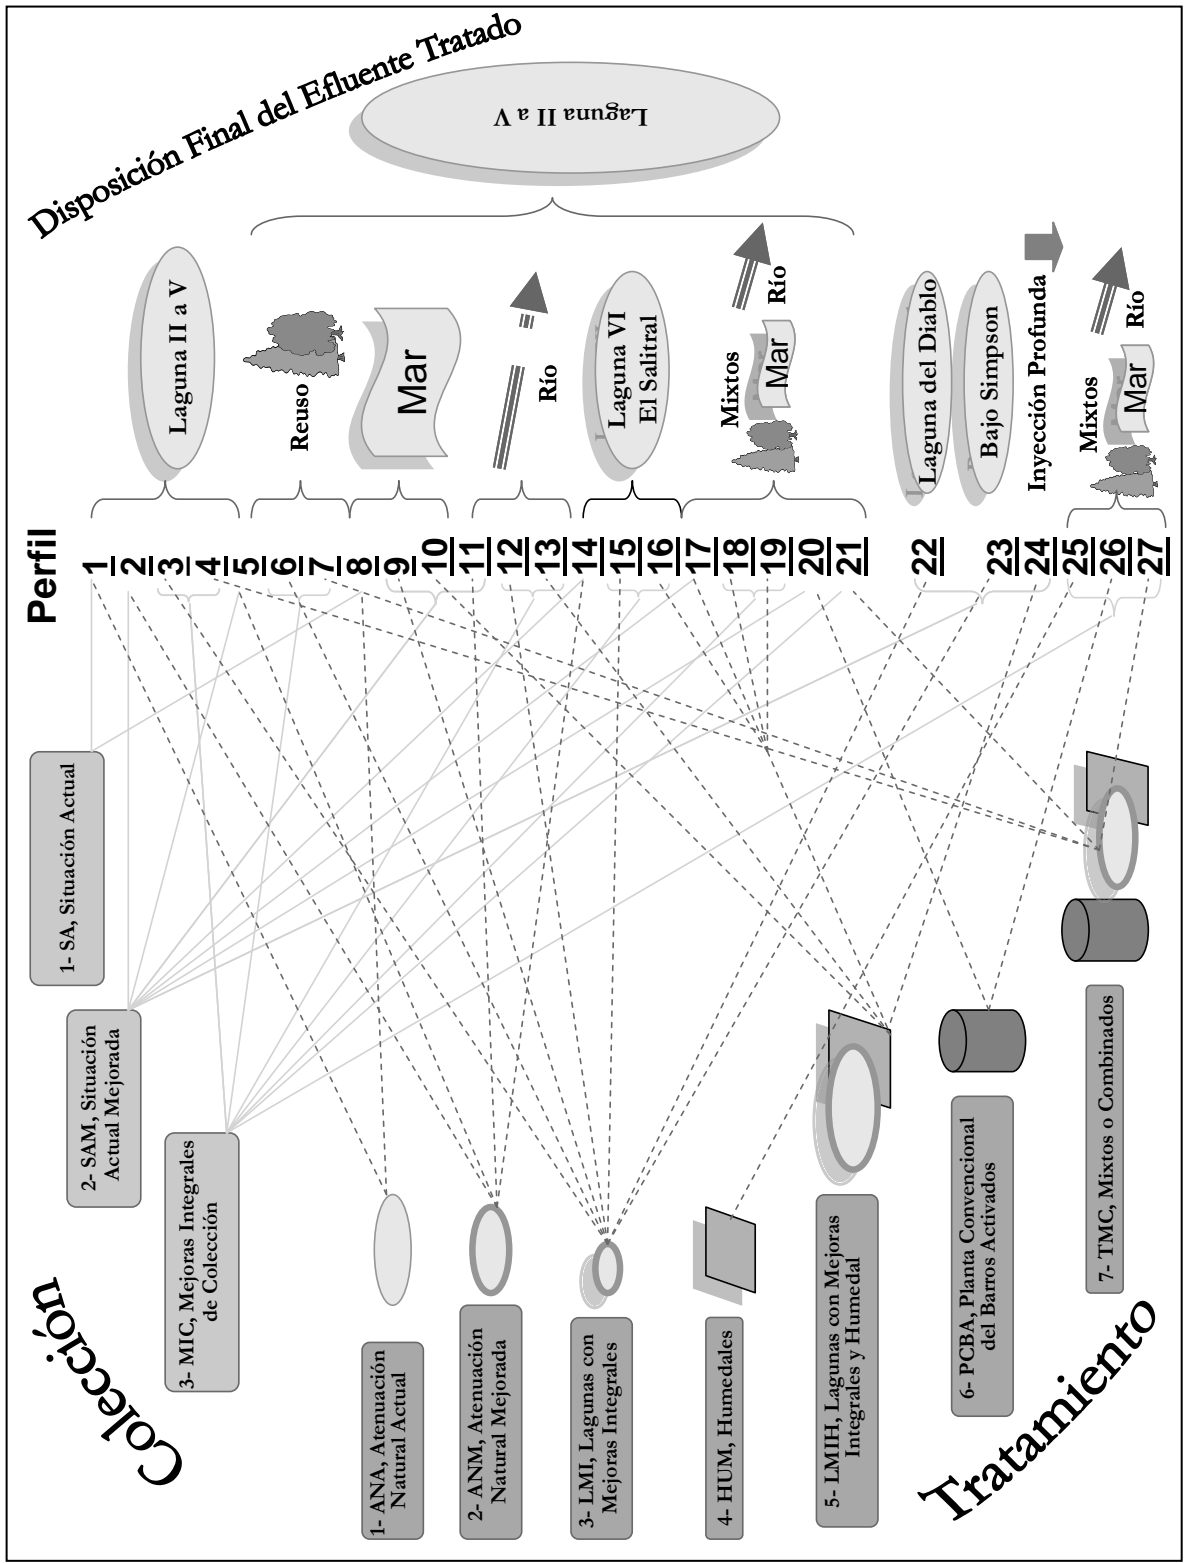 Colección
1- SA, Situación Actual
2- SAM, Situación
Actual Mejorada
3- MIC, Mejoras Integrales
de Colección
Tratamiento
1- ANA, Atenuación
Natural Actual
2- ANM, Atenuación
Natural Mejorada
3- LMI, Lagunas con
Mejoras Integrales
4- HUM, Humedales
5- LMIH, Lagunas con Mejoras
Integrales y Humedal
6- PCBA, Planta Convencional
del Barros Activados
7- TMC, Mixtos o Combinados
Perfil
1
2
3
4
5
6
7
8
9
10
11
12
13
14
15
16
17
18
19
20
21
22
23
24
25
26
27
Disposición Final del Efluente Tratado
Laguna II a V
Reuso
Mar
Río
Laguna VI
El Salitral
Mixtos
Mar
Río
Laguna II a V
Laguna del Diablo
Bajo Simpson
Inyección Profunda
Mixtos
Mar
Río